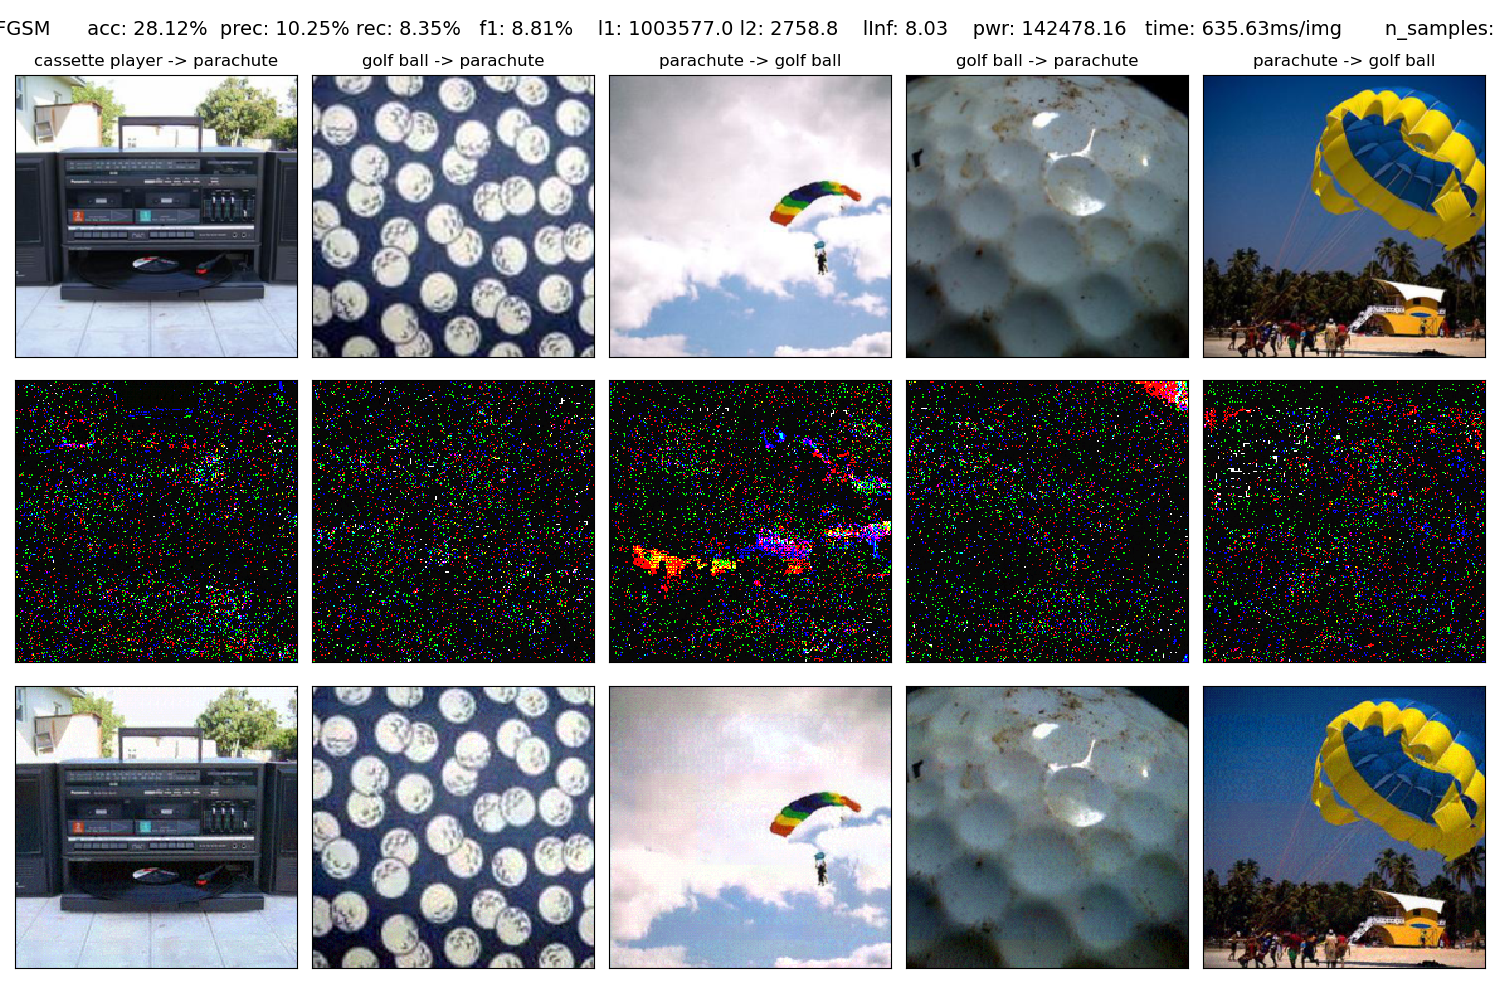 FGSM acc: 28.12% prec: 10.25% rec: 8.35% f1: 8.81% l1: 1003577.0 l2: 2758.8 lInf: 8.03 pwr: 142478.16 time: 635.63ms/img n_samples:
cassette player -> parachute
golf ball -> parachute
parachute -> golf ball
golf ball -> parachute
parachute -> golf ball